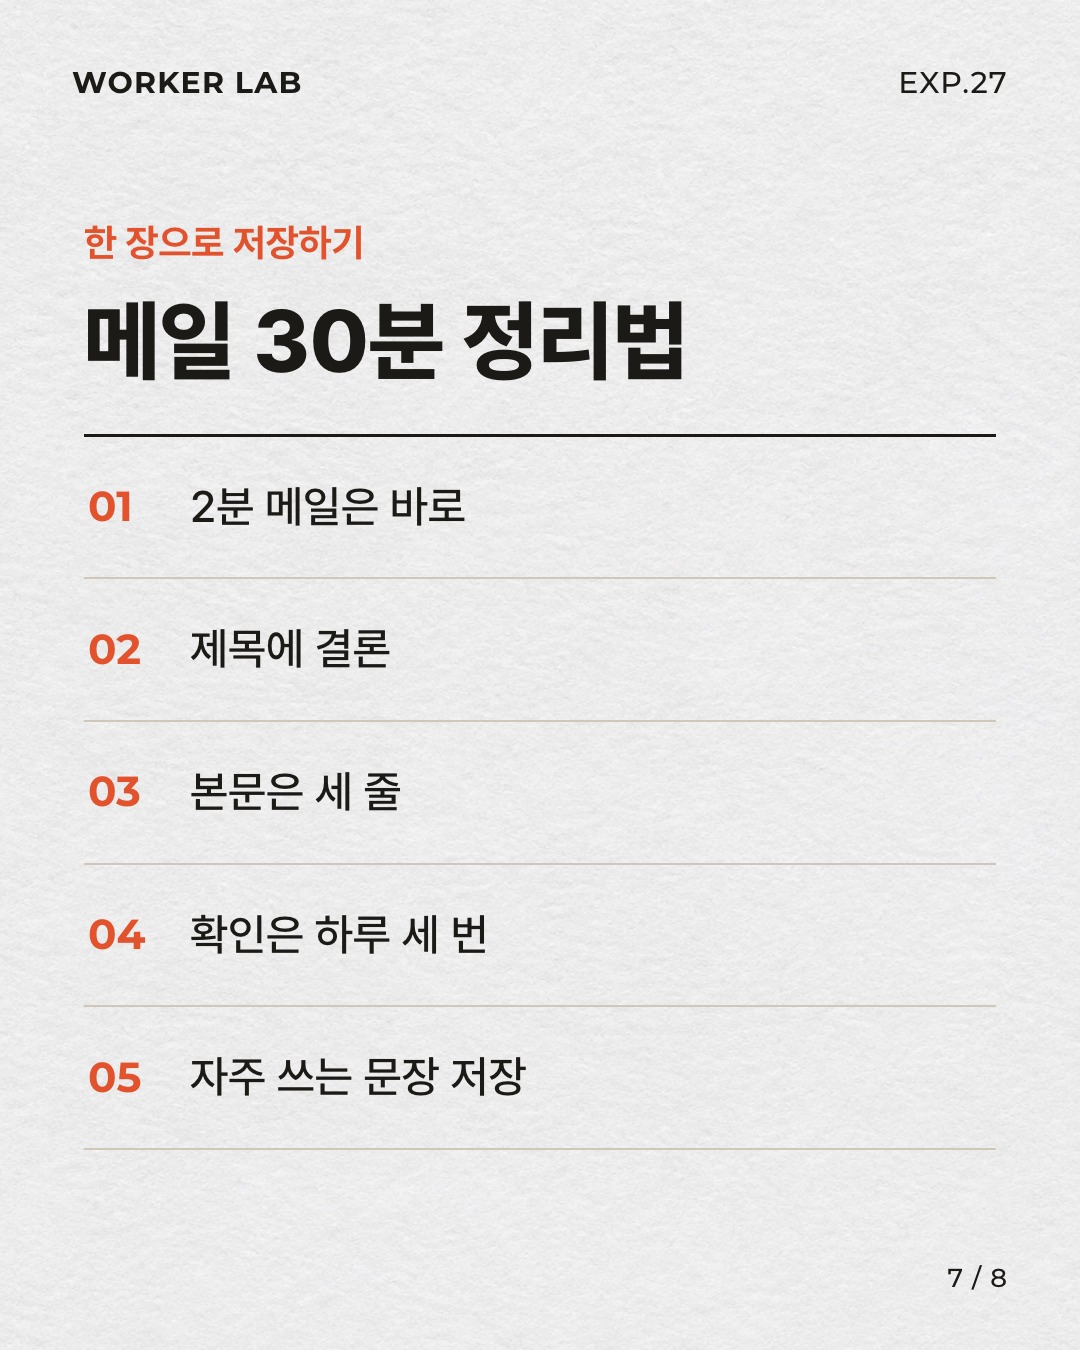 WORKER LAB
EXP.27
한 장으로 저장하기
메일 30분 정리법
01 2분 메일은 바로
02 제목에 결론
03 본문은 세 줄
04 확인은 하루 세 번
05 자주 쓰는 문장 저장
7 / 8